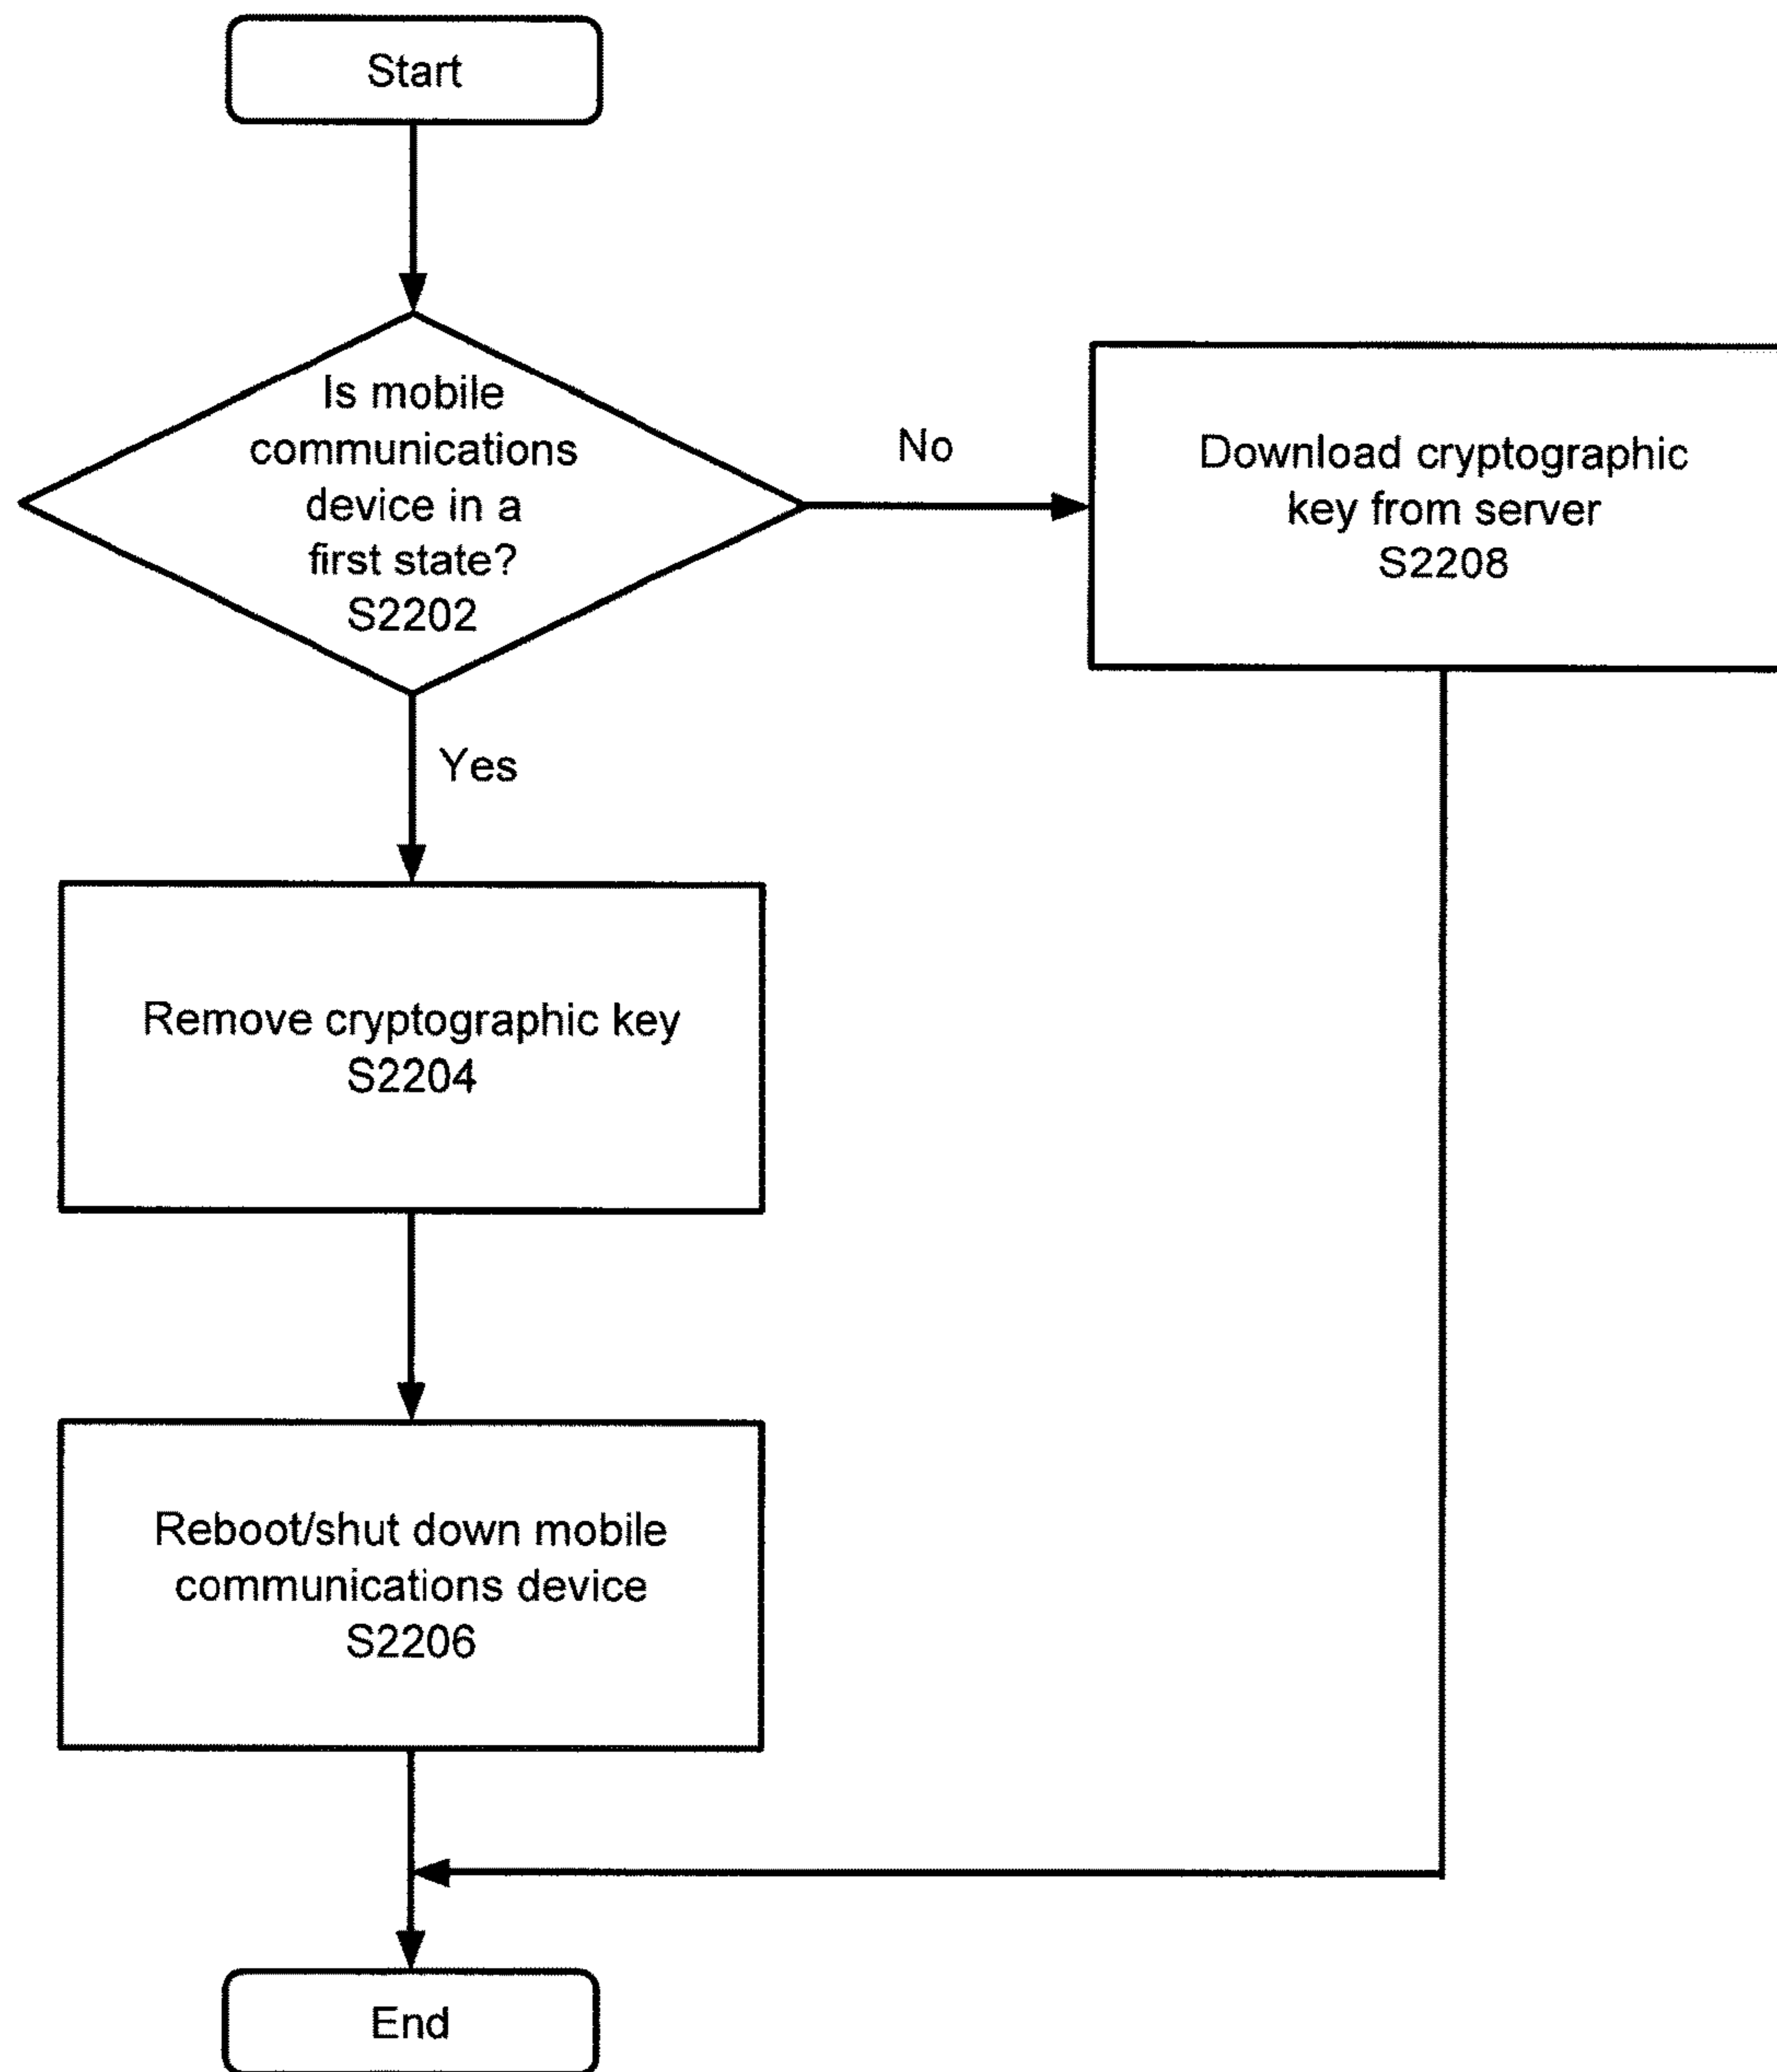 Start
Is mobile
communications
device in a
first state?
S2202
No
Download cryptographic
key from server
S2208
Yes
Remove cryptographic key
S2204
Reboot/shut down mobile
communications device
S2206
End